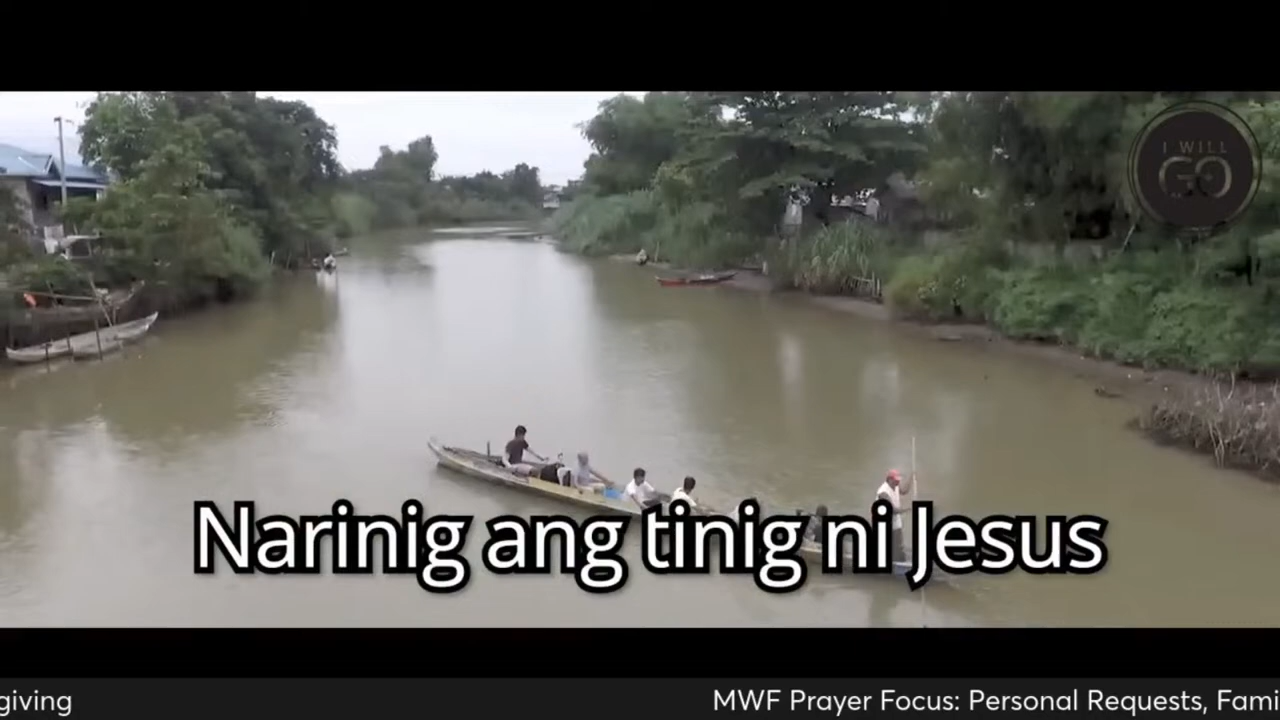 I WILL
GO
Narinig ang tinig ni Jesus
giving
MWF Prayer Focus: Personal Requests, Fami